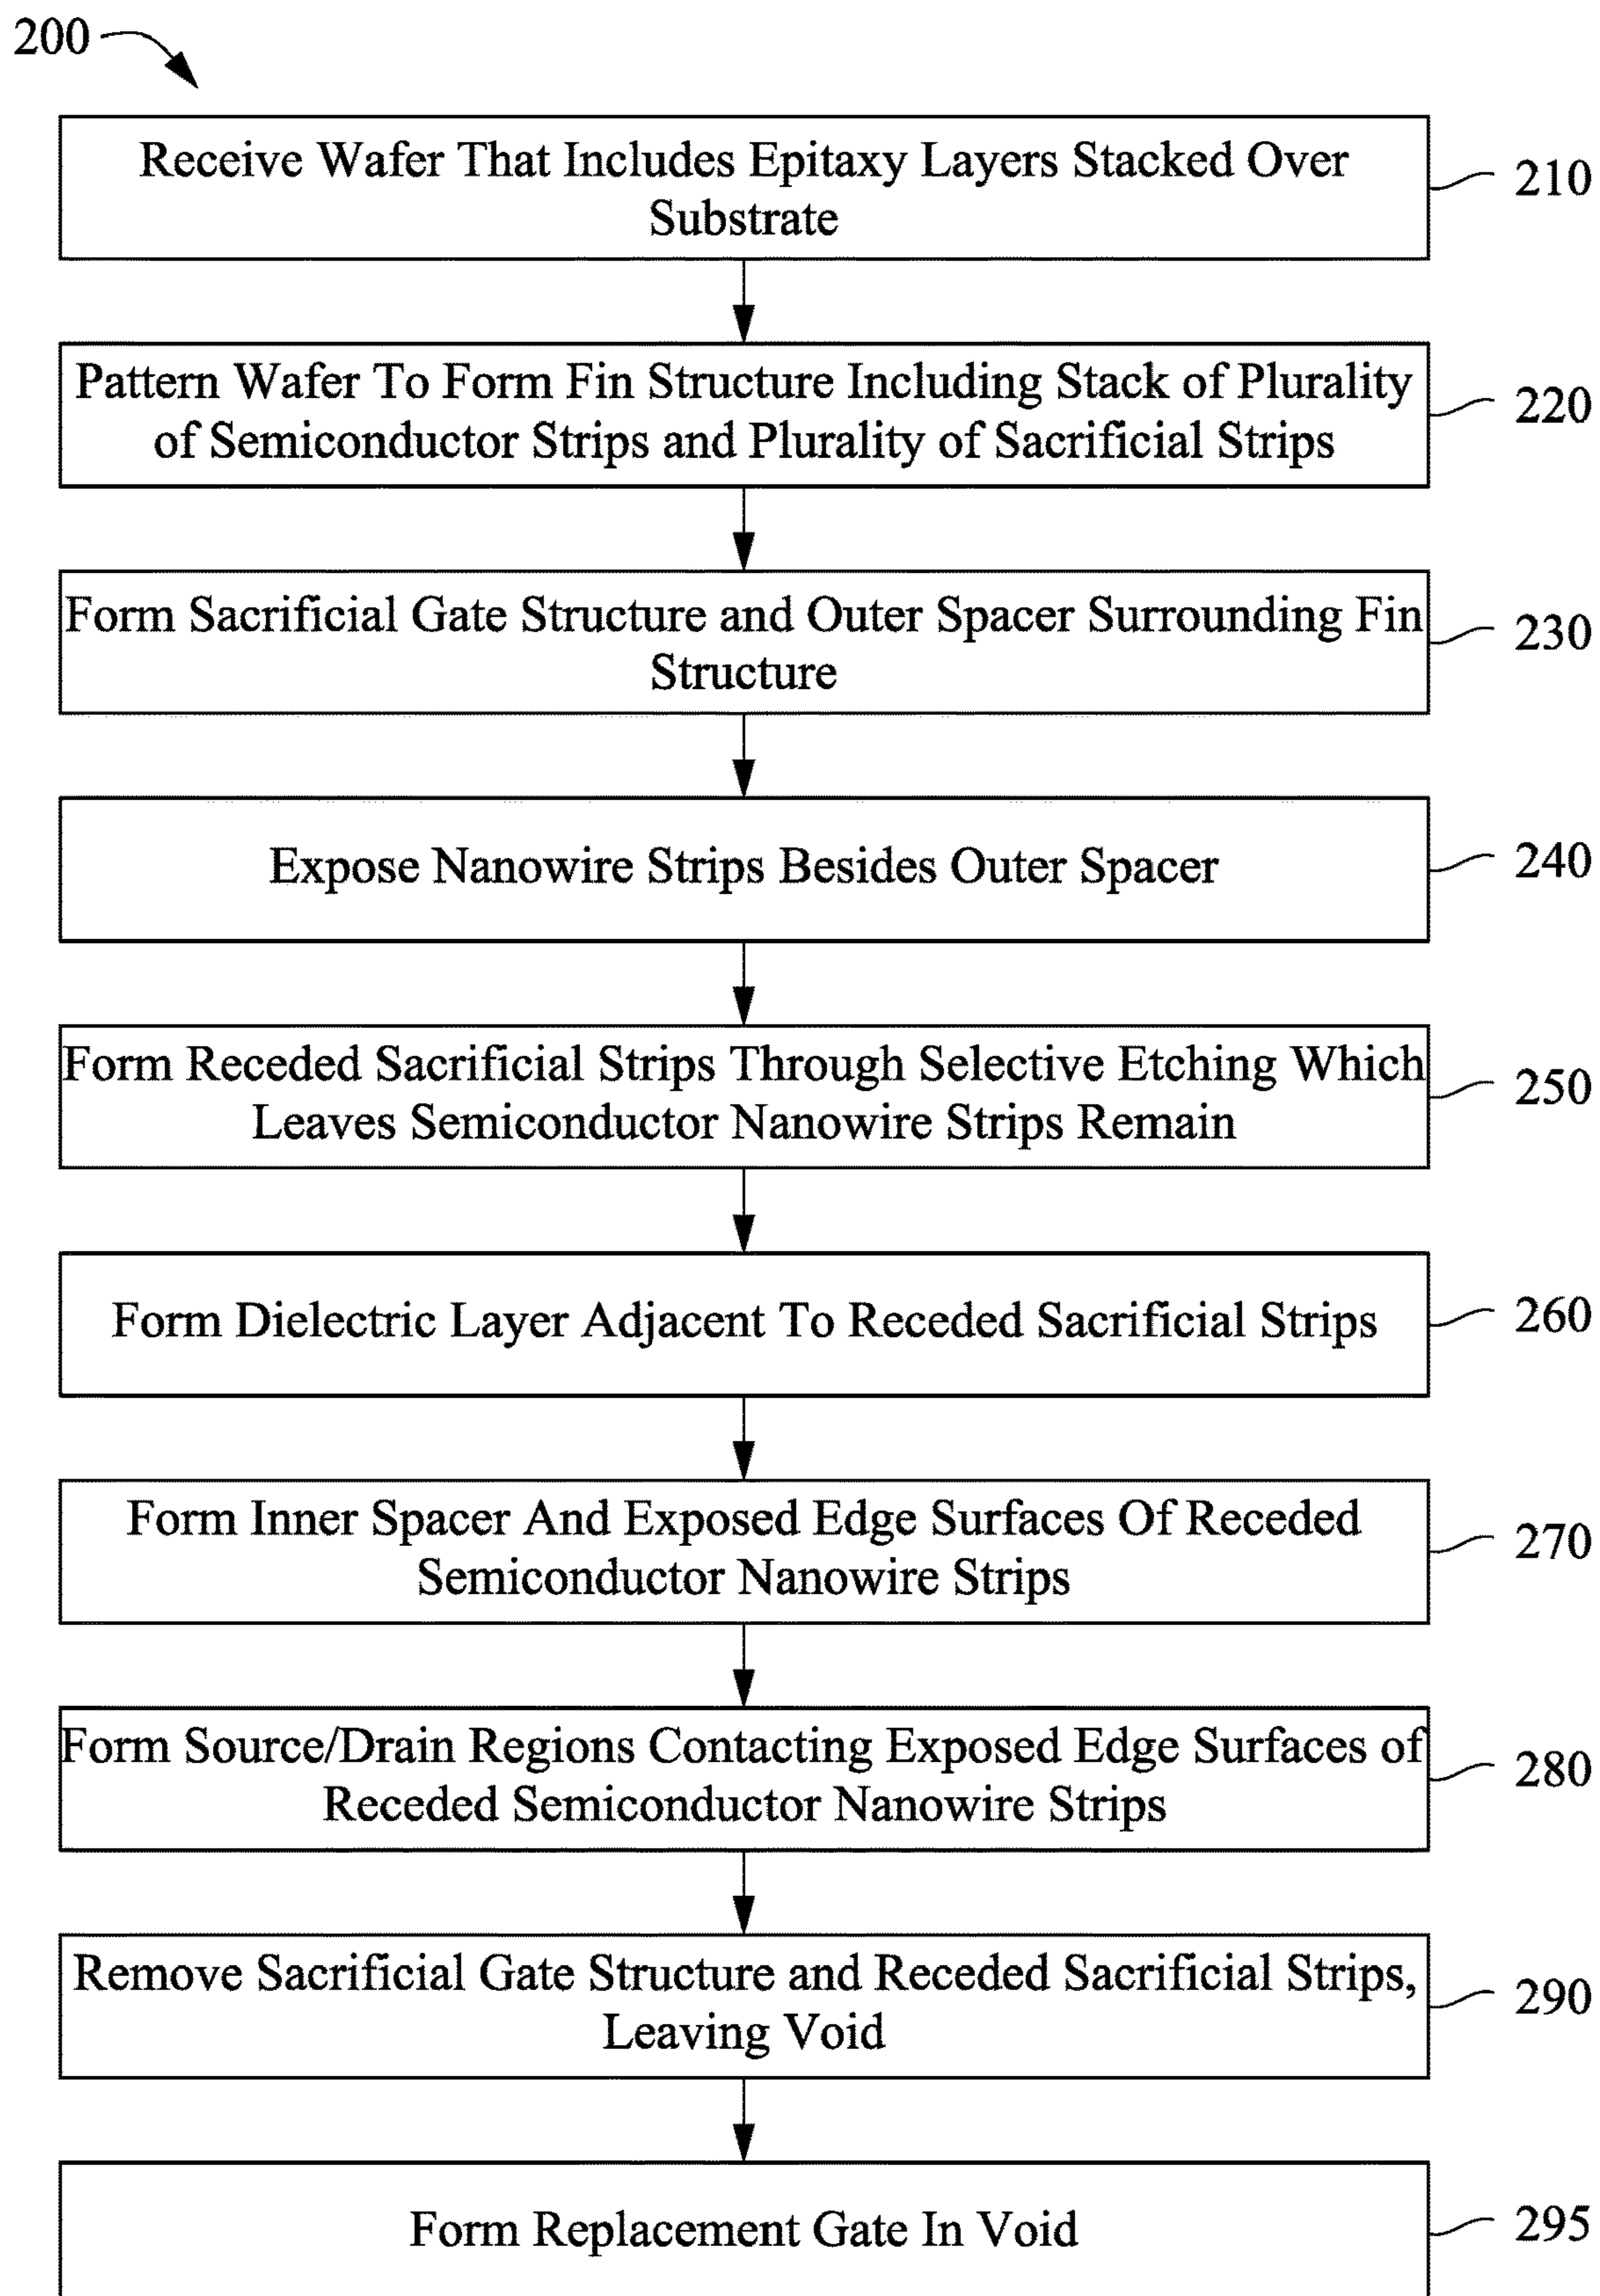 200
Receive Wafer That Includes Epitaxy Layers Stacked Over
Substrate
210
Pattern Wafer To Form Fin Structure Including Stack of Plurality
of Semiconductor Strips and Plurality of Sacrificial Strips
220
Form Sacrificial Gate Structure and Outer Spacer Surrounding Fin
Structure
230
Expose Nanowire Strips Besides Outer Spacer
240
Form Receded Sacrificial Strips Through Selective Etching Which
Leaves Semiconductor Nanowire Strips Remain
250
Form Dielectric Layer Adjacent To Receded Sacrificial Strips
260
Form Inner Spacer And Exposed Edge Surfaces Of Receded
Semiconductor Nanowire Strips
270
Form Source/Drain Regions Contacting Exposed Edge Surfaces of
Receded Semiconductor Nanowire Strips
280
Remove Sacrificial Gate Structure and Receded Sacrificial Strips,
Leaving Void
290
Form Replacement Gate In Void
295